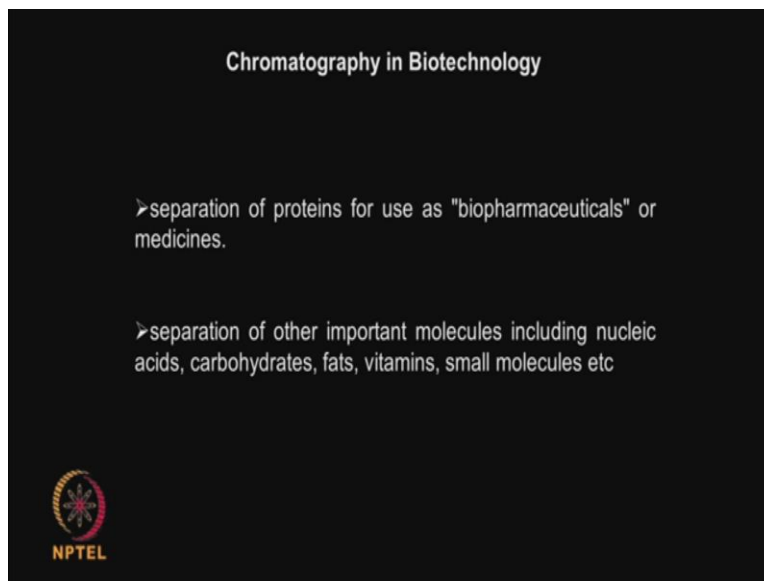 Chromatography in Biotechnology
➢separation of proteins for use as "biopharmaceuticals" or
medicines.
➢separation of other important molecules including nucleic
acids, carbohydrates, fats, vitamins, small molecules etc
NPTEL